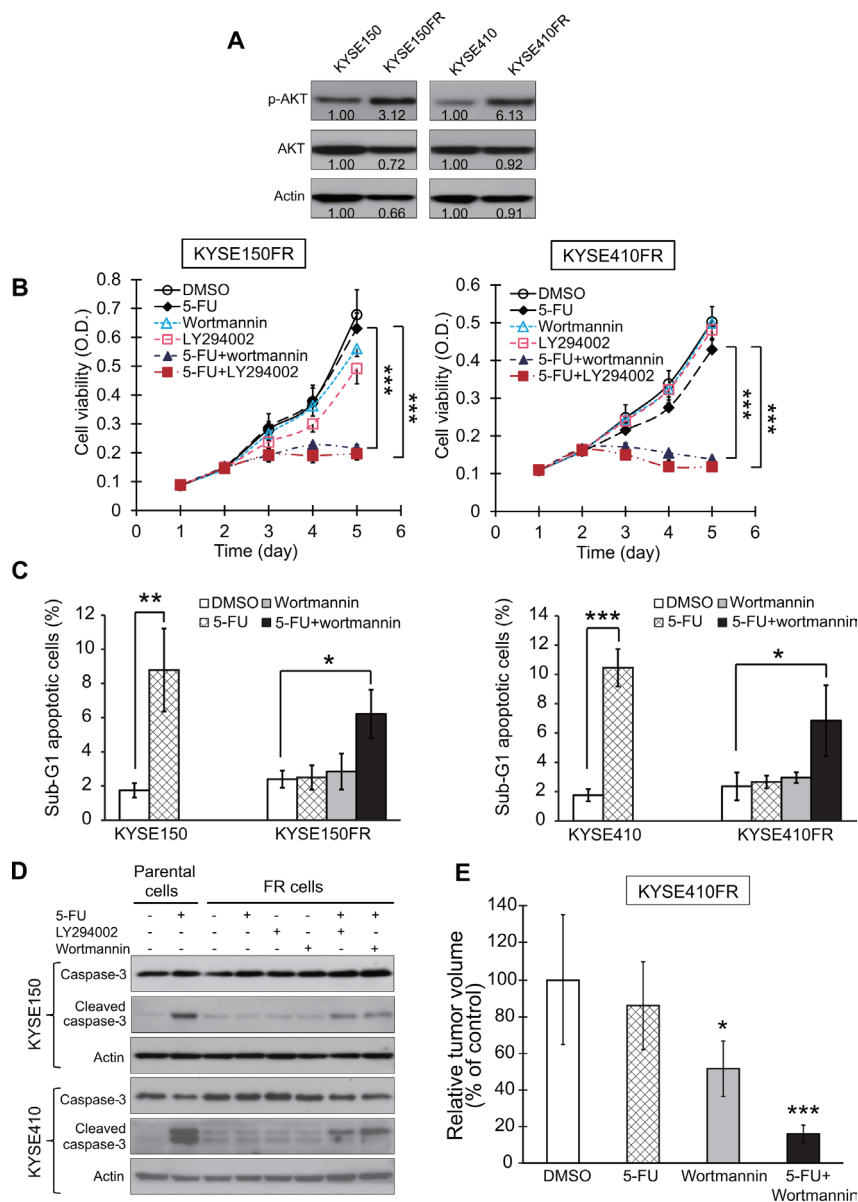 A
KYSE150 KYSE150FR KYSE410 KYSE410FR
p-AKT 1.00 3.12 1.00 6.13
AKT 1.00 0.72 1.00 0.92
Actin 1.00 0.66 1.00 0.91
B
KYSE150FR
DMSO
5-FU
Wortmannin
LY294002
5-FU+wortmannin
5-FU+LY294002
Cell viability (O.D.)
0.8
0.7
0.6
0.5
0.4
0.3
0.2
0.1
0
0 1 2 3 4 5 6
Time (day)
***
***
KYSE410FR
DMSO
5-FU
Wortmannin
LY294002
5-FU+wortmannin
5-FU+LY294002
Cell viability (O.D.)
0.6
0.5
0.4
0.3
0.2
0.1
0
0 1 2 3 4 5 6
Time (day)
***
***
C
Sub-G1 apoptotic cells (%)
12
10
8
6
4
2
0
DMSO Wortmannin
5-FU 5-FU+wortmannin
**
*
KYSE150 KYSE150FR
Sub-G1 apoptotic cells (%)
14
12
10
8
6
4
2
0
DMSO Wortmannin
5-FU 5-FU+wortmannin
***
*
KYSE410 KYSE410FR
D
Parental
cells
FR cells
5-FU - + - + - - + +
LY294002 - - - - + - + -
Wortmannin - - - - - + - +
KYSE150
Caspase-3
Cleaved
caspase-3
Actin
KYSE410
Caspase-3
Cleaved
caspase-3
Actin
E
KYSE410FR
Relative tumor volume
(% of control)
140
120
100
80
60
40
20
0
*
***
DMSO 5-FU Wortmannin 5-FU+
Wortmannin